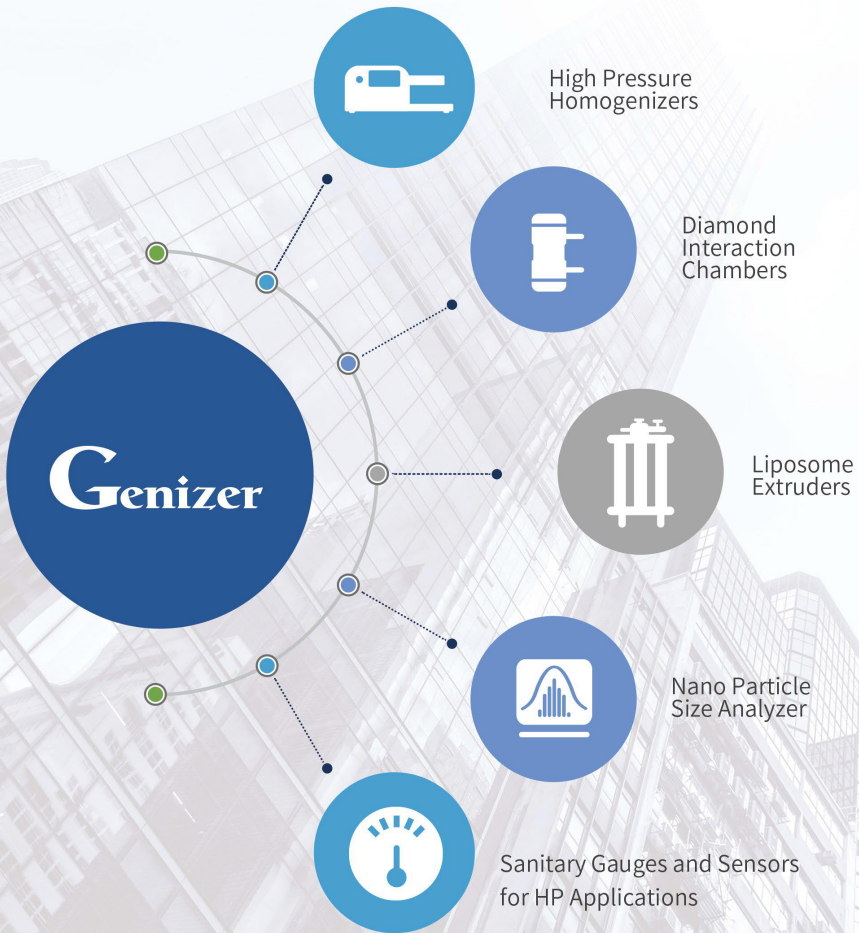 High Pressure
Homogenizers
Diamond
Interaction
Chambers
Genizer
Liposome
Extruders
Nano Particle
Size Analyzer
Sanitary Gauges and Sensors
for HP Applications